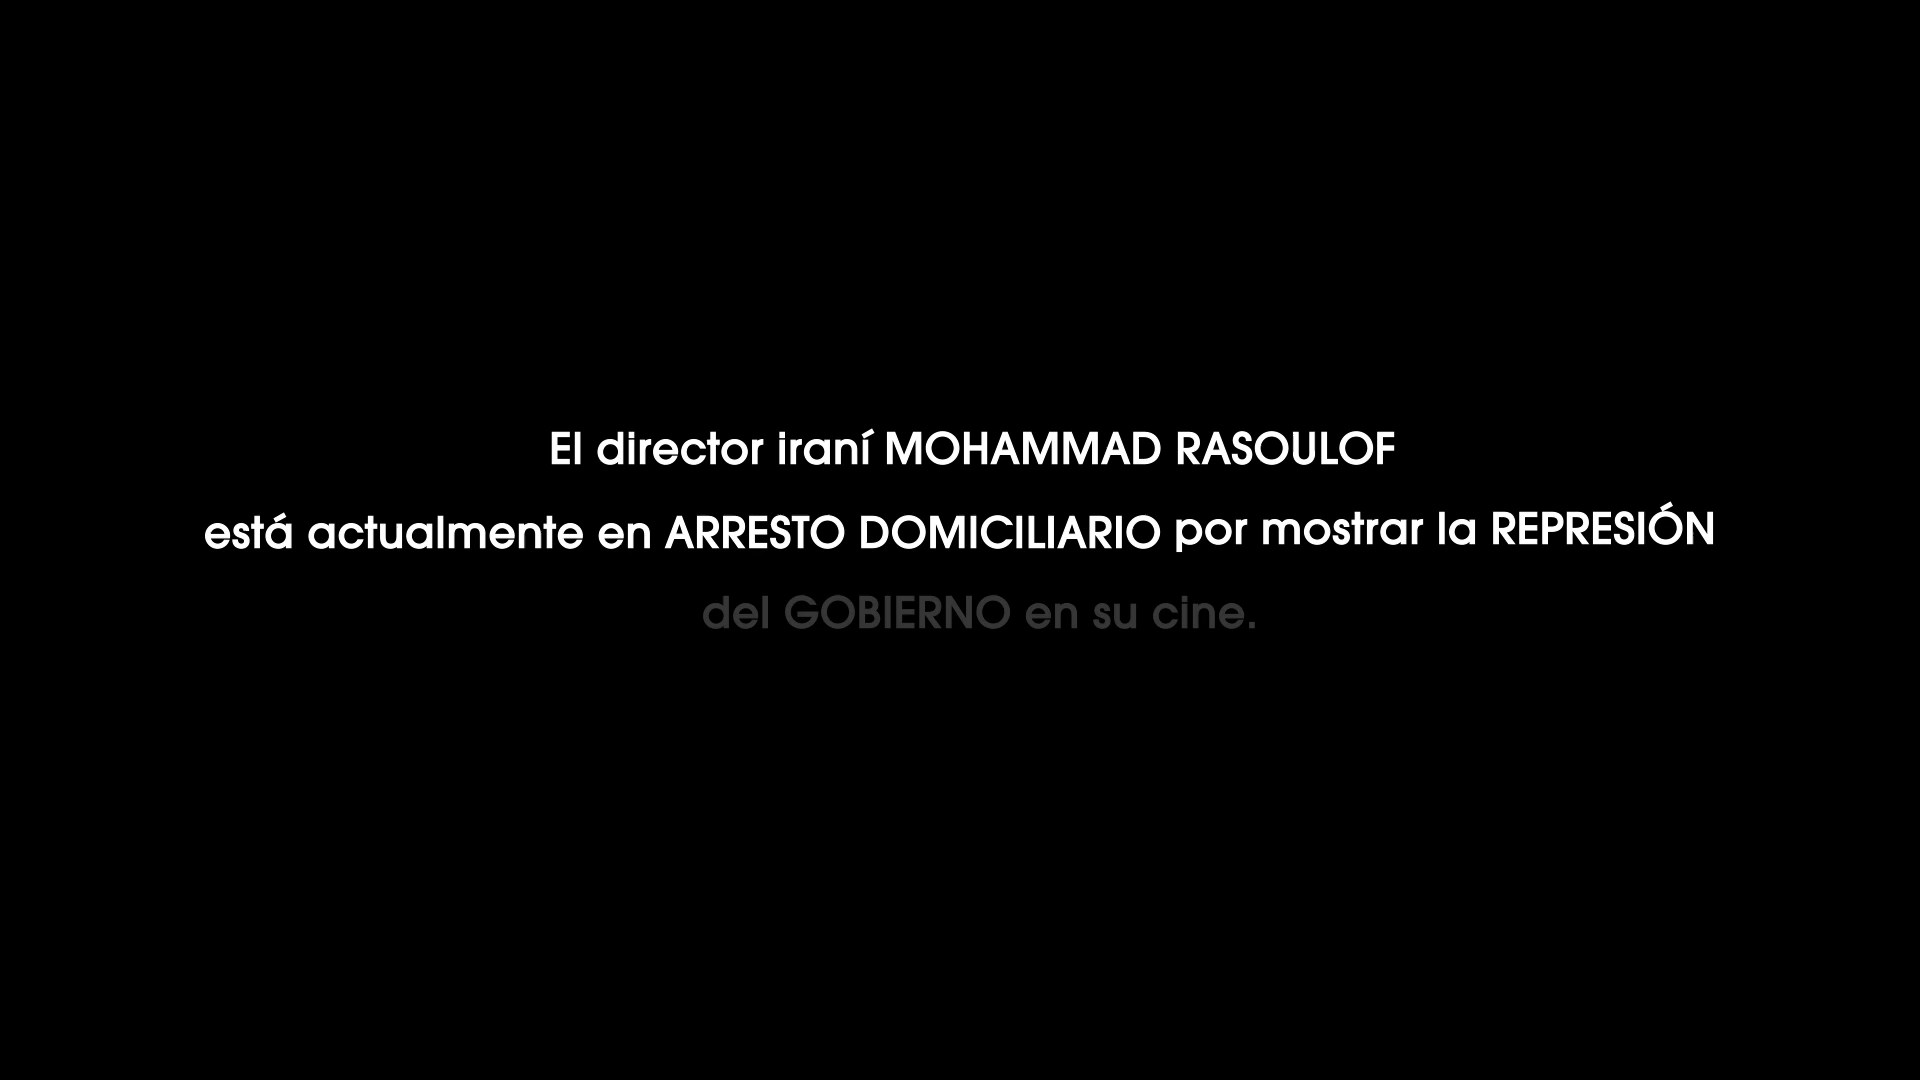 El director iraní MOHAMMAD RASOULOF
está actualmente en ARRESTO DOMICILIARIO por mostrar la REPRESIÓN
del GOBIERNO en su cine.